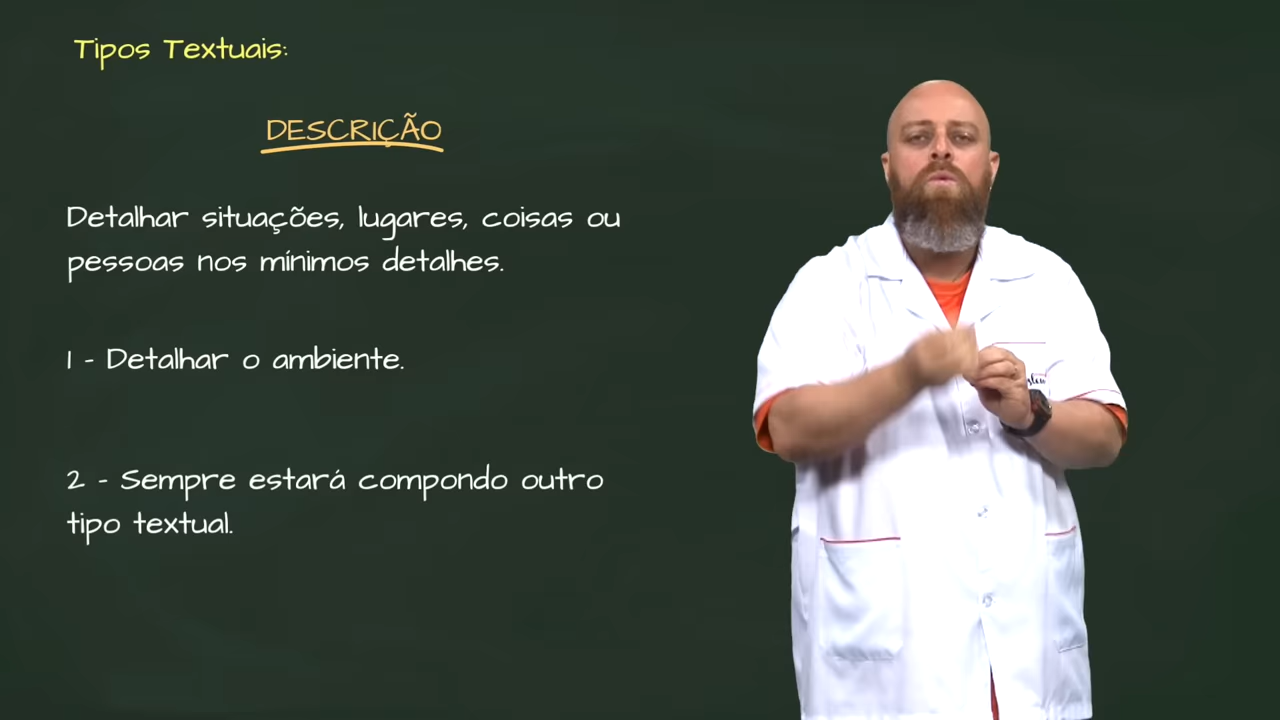 Tipos Textuais:
DESCRIÇÃO
Detalhar situações, lugares, coisas ou
pessoas nos mínimos detalhes.
1 - Detalhar o ambiente.
2 - Sempre estará compondo outro
tipo textual.